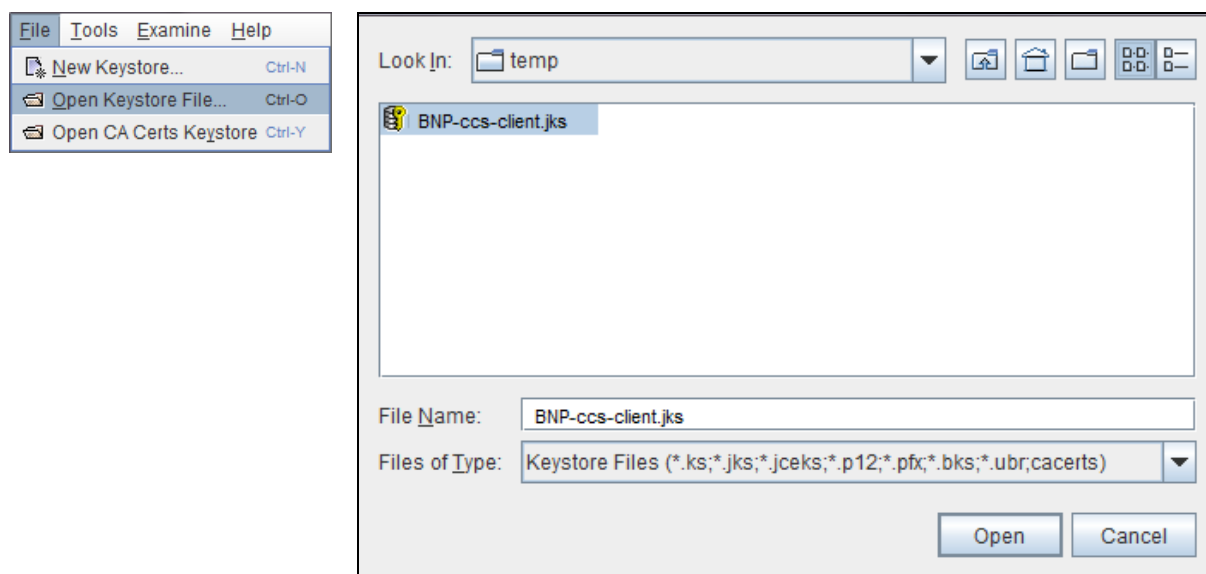 File Tools Examine Help
New Keystore... Ctrl-N
Open Keystore File... Ctrl-O
Open CA Certs Keystore Ctrl-Y
Look In: temp
BNP-ccs-client.jks
File Name: BNP-ccs-client.jks
Files of Type: Keystore Files (*.ks;*.jks;*.jceks;*.p12;*.pfx;*.bks;*.ubr;cacerts)
Open Cancel